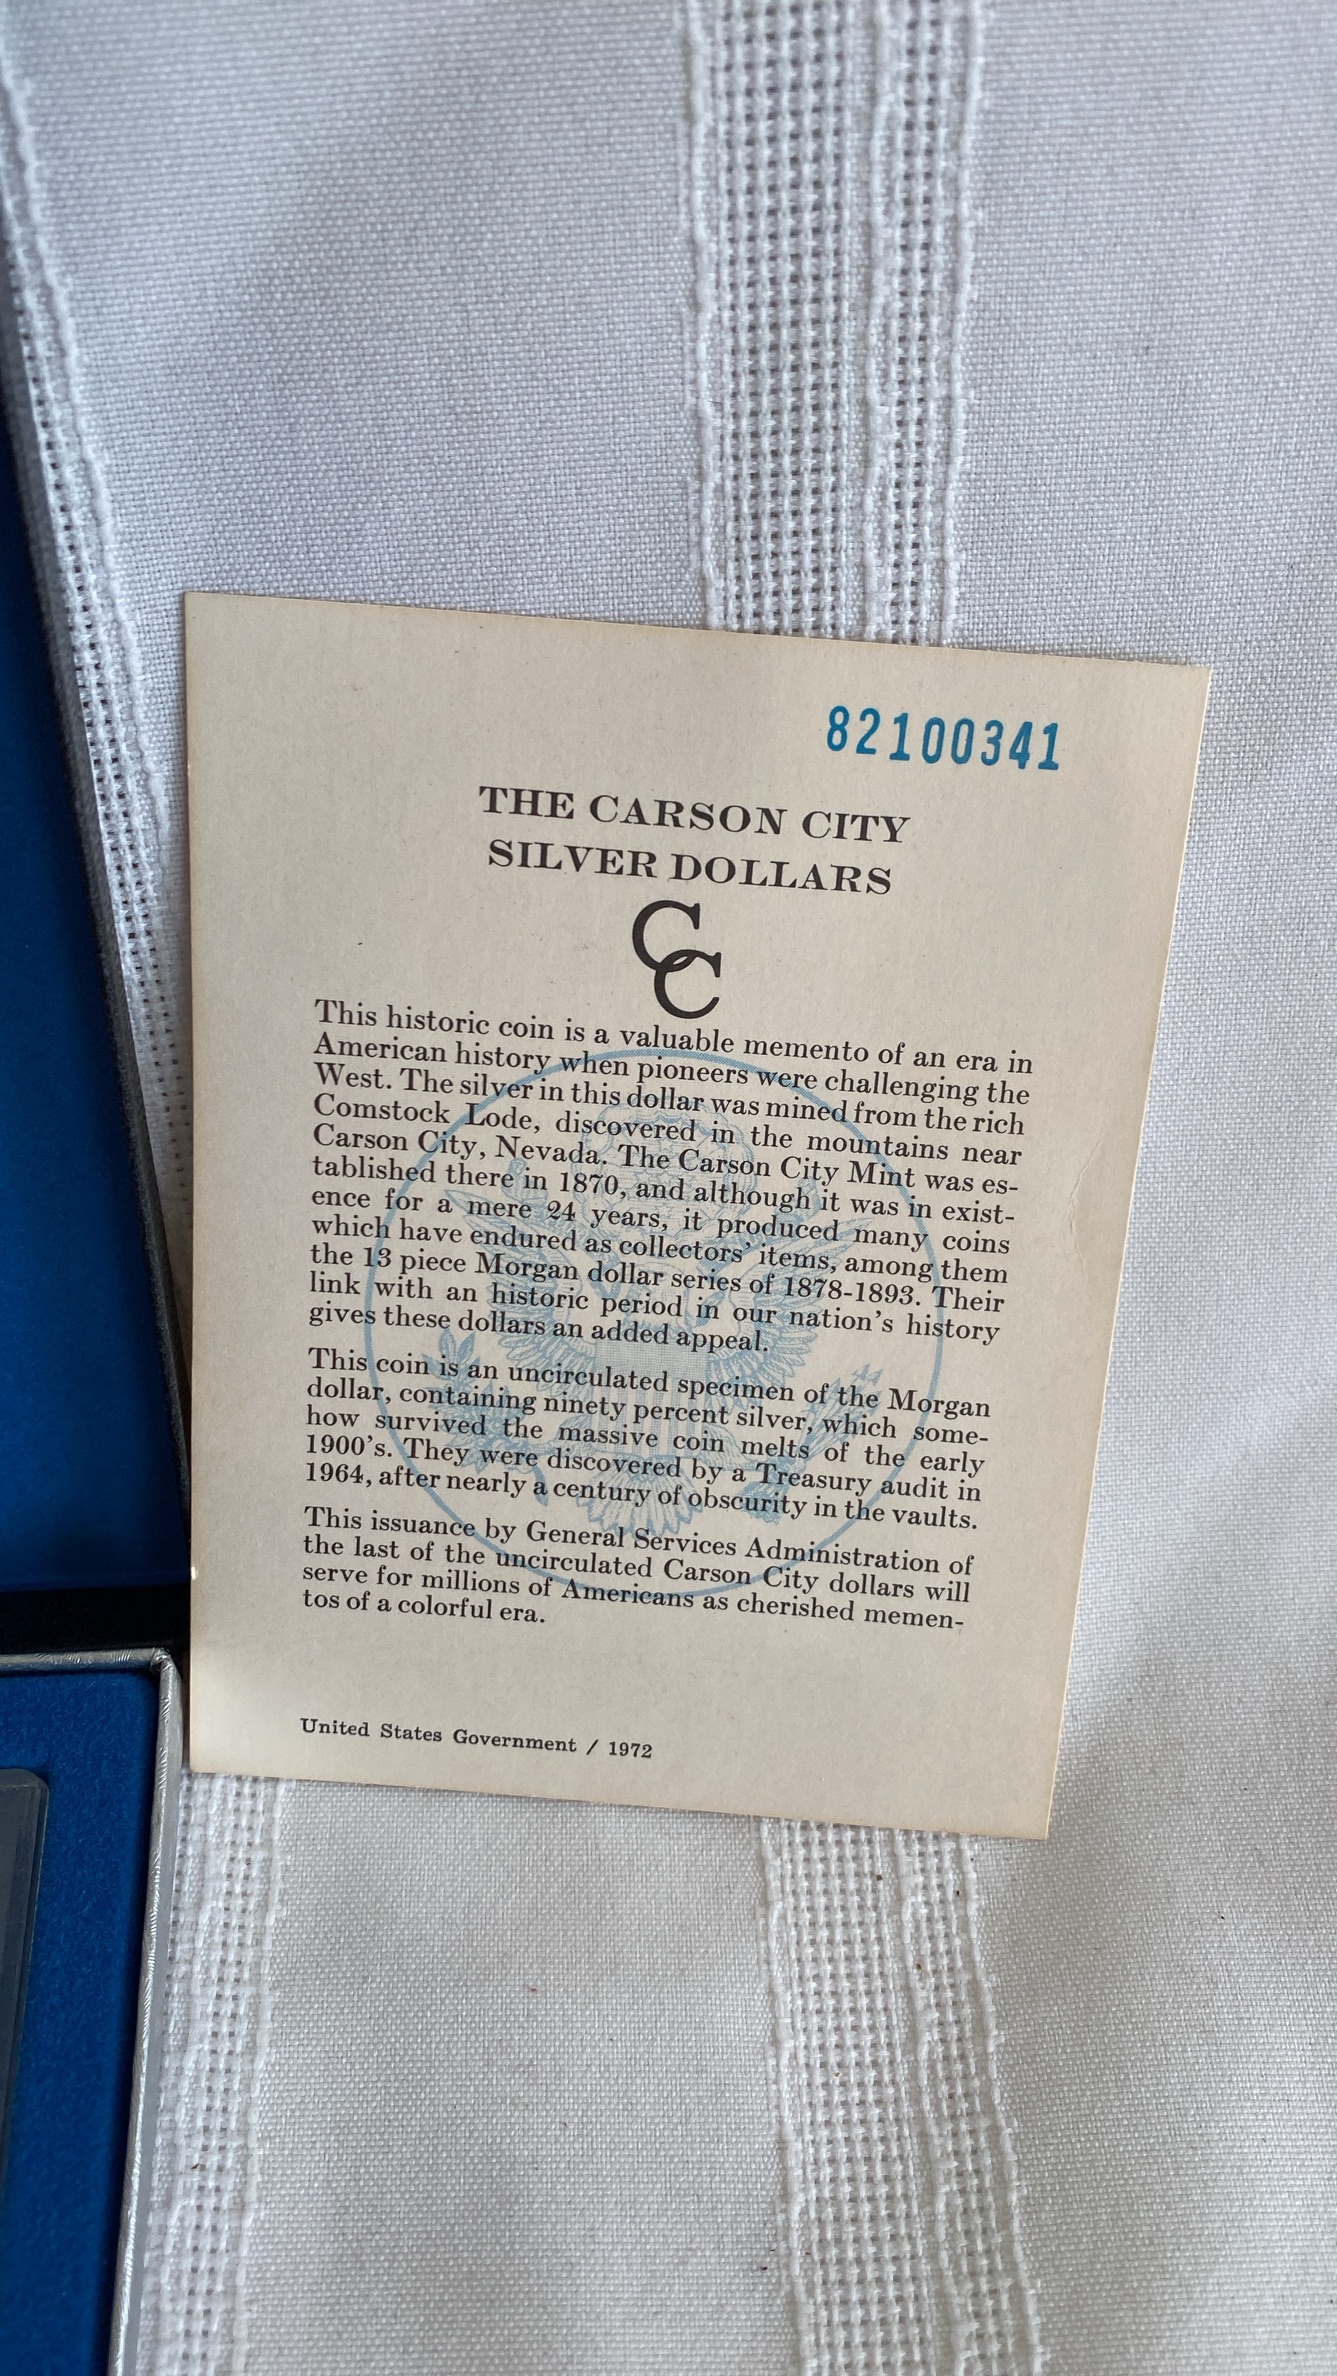 82100341
THE CARSON CITY
SILVER DOLLARS
CC
This historic coin is a valuable memento of an era in
American history when pioneers were challenging the
West. The silver in this dollar was mined from the rich
Comstock Lode, discovered in the mountains near
Carson City, Nevada. The Carson City Mint was es-
tablished there in 1870, and although it was in exist-
ence for a mere 24 years, it produced many coins
which have endured as collectors' items, among them
the 13 piece Morgan dollar series of 1878-1893. Their
link with an historic period in our nation's history
gives these dollars an added appeal.
This coin is an uncirculated specimen of the Morgan
dollar, containing ninety percent silver, which some-
how survived the massive coin melts of the early
1900's. They were discovered by a Treasury audit in
1964, after nearly a century of obscurity in the vaults.
This issuance by General Services Administration of
the last of the uncirculated Carson City dollars will
serve for millions of Americans as cherished memen-
tos of a colorful era.
United States Government / 1972